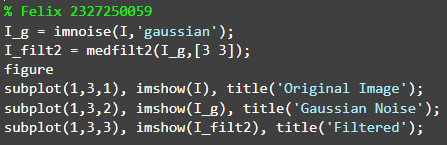 % Felix 2327250059
I_g = imnoise(I,'gaussian');
I_filt2 = medfilt2(I_g,[3 3]);
figure
subplot(1,3,1), imshow(I), title('Original Image');
subplot(1,3,2), imshow(I_g), title('Gaussian Noise');
subplot(1,3,3), imshow(I_filt2), title('Filtered');